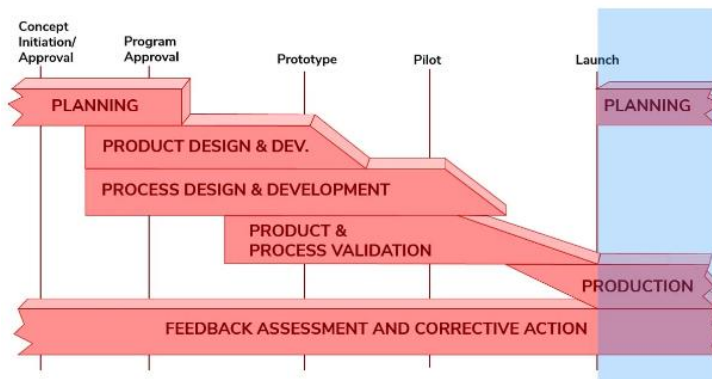 Concept
Initiation/
Approval
Program
Approval
Prototype
Pilot
Launch
PLANNING
PLANNING
PRODUCT DESIGN & DEV.
PROCESS DESIGN & DEVELOPMENT
PRODUCT &
PROCESS VALIDATION
PRODUCTION
FEEDBACK ASSESSMENT AND CORRECTIVE ACTION